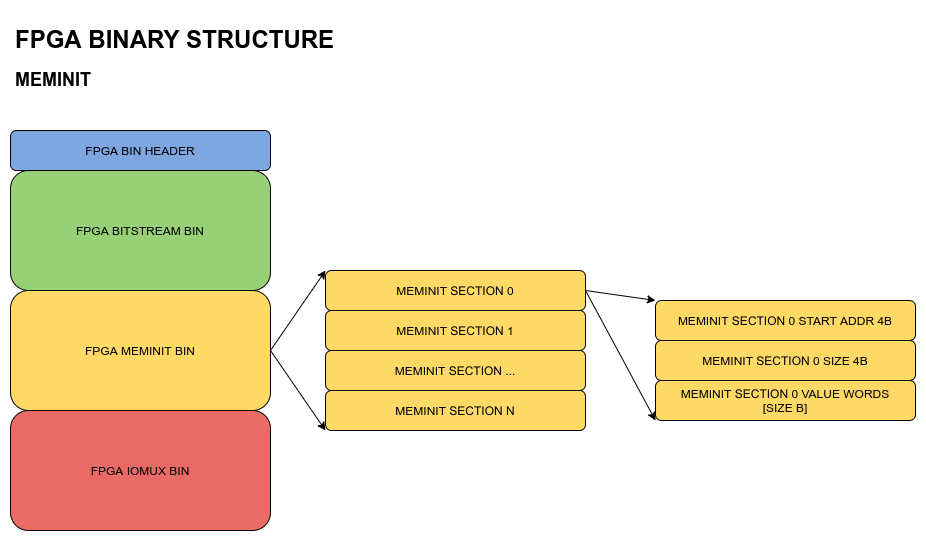 FPGA BINARY STRUCTURE
MEMINIT
FPGA BIN HEADER
FPGA BITSTREAM BIN
FPGA MEMINIT BIN
FPGA IOMUX BIN
MEMINIT SECTION 0
MEMINIT SECTION 1
MEMINIT SECTION ...
MEMINIT SECTION N
MEMINIT SECTION 0 START ADDR 4B
MEMINIT SECTION 0 SIZE 4B
MEMINIT SECTION 0 VALUE WORDS
[SIZE B]